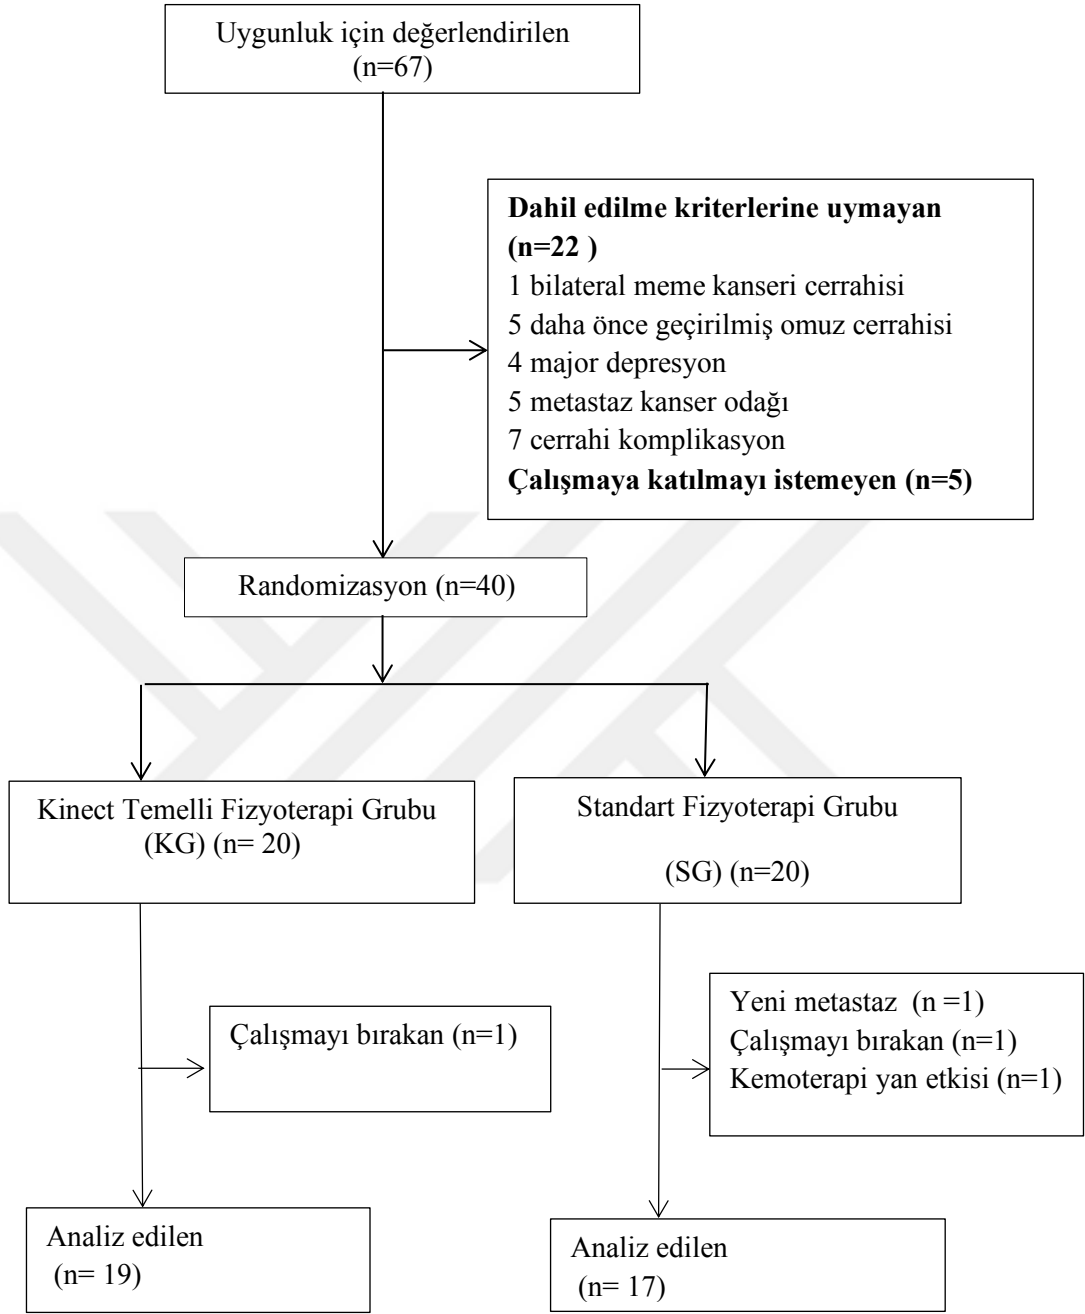 Uygunluk için değerlendirilen
(n=67)
Dahil edilme kriterlerine uymayan
(n=22 )
1 bilateral meme kanseri cerrahisi
5 daha önce geçirilmiş omuz cerrahisi
4 major depresyon
5 metastaz kanser odağı
7 cerrahi komplikasyon
Çalışmaya katılmayı istemeyen (n=5)
Randomizasyon (n=40)
Kinect Temelli Fizyoterapi Grubu
(KG) (n= 20)
Standart Fizyoterapi Grubu
(SG) (n=20)
Çalışmayı bırakan (n=1)
Yeni metastaz (n =1)
Çalışmayı bırakan (n=1)
Kemoterapi yan etkisi (n=1)
Analiz edilen
(n= 19)
Analiz edilen
(n= 17)